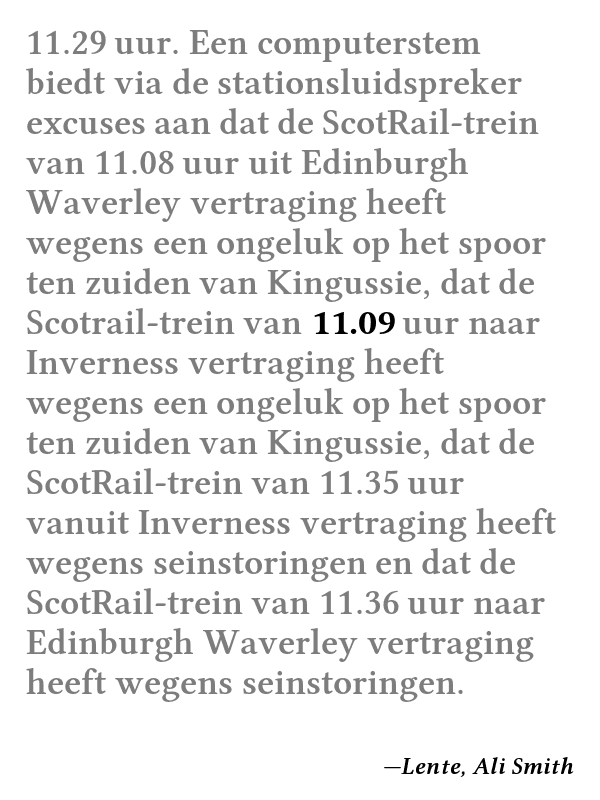 11.29 uur. Een computerstem
biedt via de stationsluidspreker
excuses aan dat de ScotRail-trein
van 11.08 uur uit Edinburgh
Waverley vertraging heeft
wegens een ongeluk op het spoor
ten zuiden van Kingussie, dat de
Scotrail-trein van 11.09 uur naar
Inverness vertraging heeft
wegens een ongeluk op het spoor
ten zuiden van Kingussie, dat de
ScotRail-trein van 11.35 uur
vanuit Inverness vertraging heeft
wegens seinstoringen en dat de
ScotRail-trein van 11.36 uur naar
Edinburgh Waverley vertraging
heeft wegens seinstoringen.
—Lente, Ali Smith